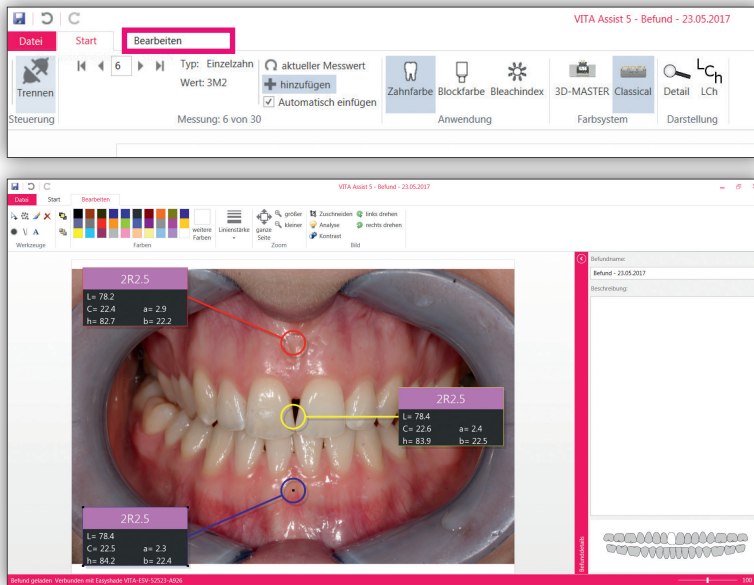 VITA Assist 5 - Befund - 23.05.2017
Datei Start Bearbeiten
6
Typ: Einzelzahn
Wert: 3M2
aktueller Messwert
hinzufügen
Automatisch einfügen
Trennen
Zahnfarbe Blockfarbe Bleachindex
3D-MASTER Classical
Detail LCh
LCh
Steuerung Messung: 6 von 30 Anwendung Farbsystem Darstellung
VITA Assist 5 - Befund - 23.05.2017
Datei Start Bearbeiten
A
weitere Farben
Linienstärke
ganze Seite
größer
kleiner
Zuschneiden
Analyse
Kontrast
links drehen
rechts drehen
Werkzeuge Farben Zoom Bild
Befundname:
Befund - 23.05.2017
Beschreibung:
2R2.5
L= 78.2
C= 22.4 a= 2.9
h= 82.7 b= 22.2
2R2.5
L= 78.4
C= 22.6 a= 2.4
h= 83.9 b= 22.5
2R2.5
L= 78.4
C= 22.5 a= 2.3
h= 84.2 b= 22.4
Befunddetails
Befund geladen Verbunden mit Easyshade VITA-ESV-52523-A926
100